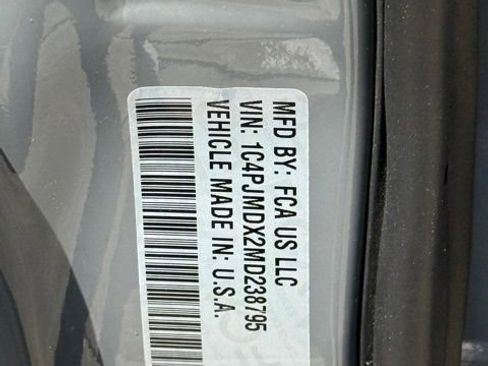 MFD BY: FCA US LLC
VIN: 1C4PJMDX2MD238795
VEHICLE MADE IN: U.S.A.